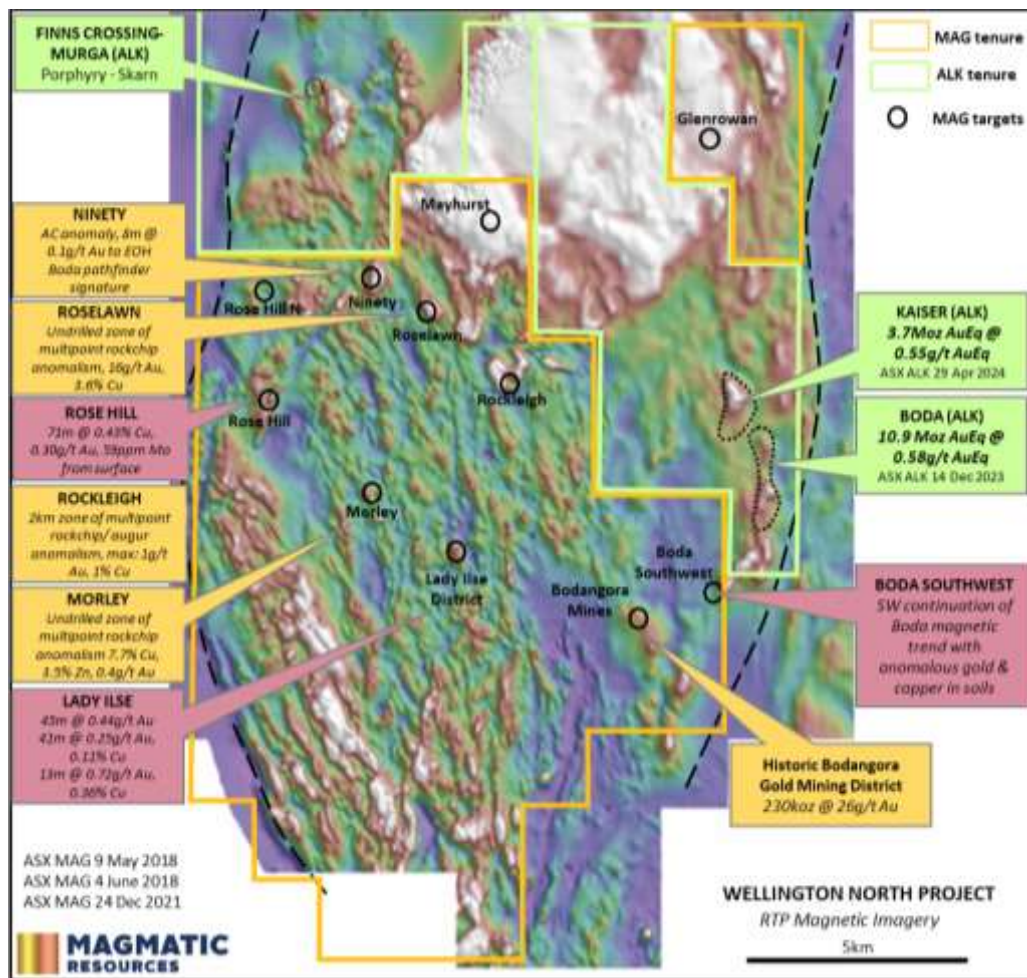 FINNS CROSSING-
MURGA (ALK)
Porphyry - Skarn
NINETY
AC anomaly, 8m @
0.1g/t Au to EOH
Boda pathfinder
signature
ROSELAWN
Undrilled zone of
multipoint rockchip
anomalism, 16g/t Au,
3.6% Cu
ROSE HILL
71m @ 0.43% Cu,
0.30g/t Au, 59ppm Mo
from surface
ROCKLEIGH
2km zone of multipoint
rockchip/augur
anomalism, max: 1g/t
Au, 1% Cu
MORLEY
Undrilled zone of
multipoint rockchip
anomalism 7.7% Cu,
3.5% Zn, 0.4g/t Au
LADY ILSE
45m @ 0.44g/t Au
41m @ 0.25g/t Au,
0.11% Cu
13m @ 0.72g/t Au,
0.36% Cu
ASX MAG 9 May 2018
ASX MAG 4 June 2018
ASX MAG 24 Dec 2021
MAGMATIC
RESOURCES
Glenrowan
Mayhurst
Rose Hill N
Ninety
Roselawn
Rockleigh
Rose Hill
Morley
Lady Ilse
District
Boda
Southwest
Bodangora
Mines
MAG tenure
ALK tenure
MAG targets
KAISER (ALK)
3.7Moz AuEq @
0.55g/t AuEq
ASX ALK 29 Apr 2024
BODA (ALK)
10.9 Moz AuEq @
0.58g/t AuEq
ASX ALK 14 Dec 2023
BODA SOUTHWEST
SW continuation of
Boda magnetic
trend with
anomalous gold &
copper in soils
Historic Bodangora
Gold Mining District
230koz @ 26g/t Au
WELLINGTON NORTH PROJECT
RTP Magnetic Imagery
5km